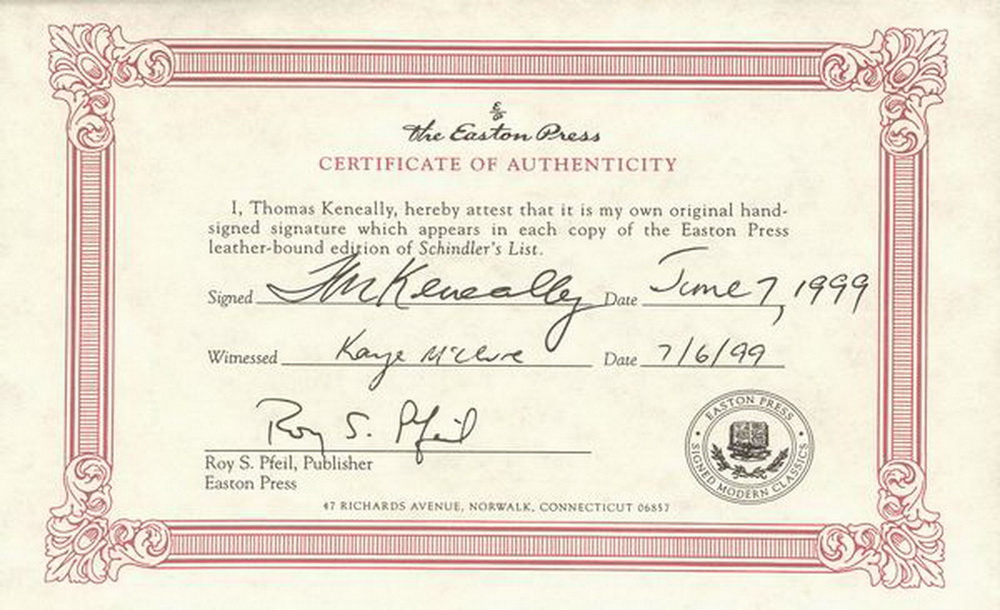 E
P
the Easton Press
CERTIFICATE OF AUTHENTICITY
I, Thomas Keneally, hereby attest that it is my own original hand-
signed signature which appears in each copy of the Easton Press
leather-bound edition of Schindler's List.
Signed TMKeneally Date June 7, 1999
Witnessed Kaye McClure Date 7/6/99
Roy S. Pfeil
Roy S. Pfeil, Publisher
Easton Press
EASTON PRESS
SIGNED MODERN CLASSICS
47 RICHARDS AVENUE, NORWALK, CONNECTICUT 06857